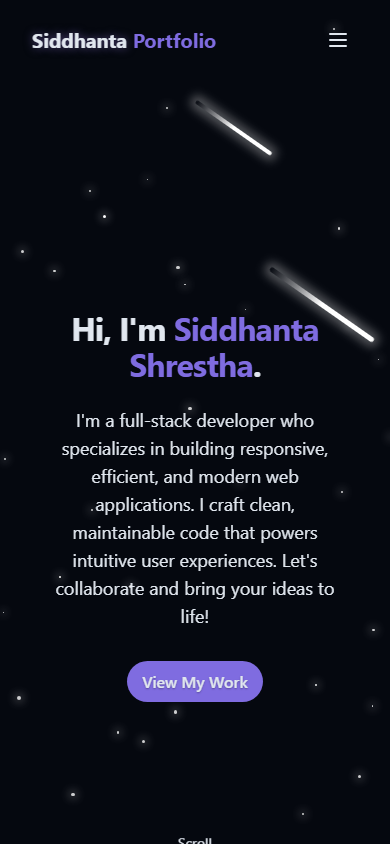 Siddhanta Portfolio
Hi, I'm Siddhanta
Shrestha.
I'm a full-stack developer who
specializes in building responsive,
efficient, and modern web
applications. I craft clean,
maintainable code that powers
intuitive user experiences. Let's
collaborate and bring your ideas to
life!
View My Work
Scroll